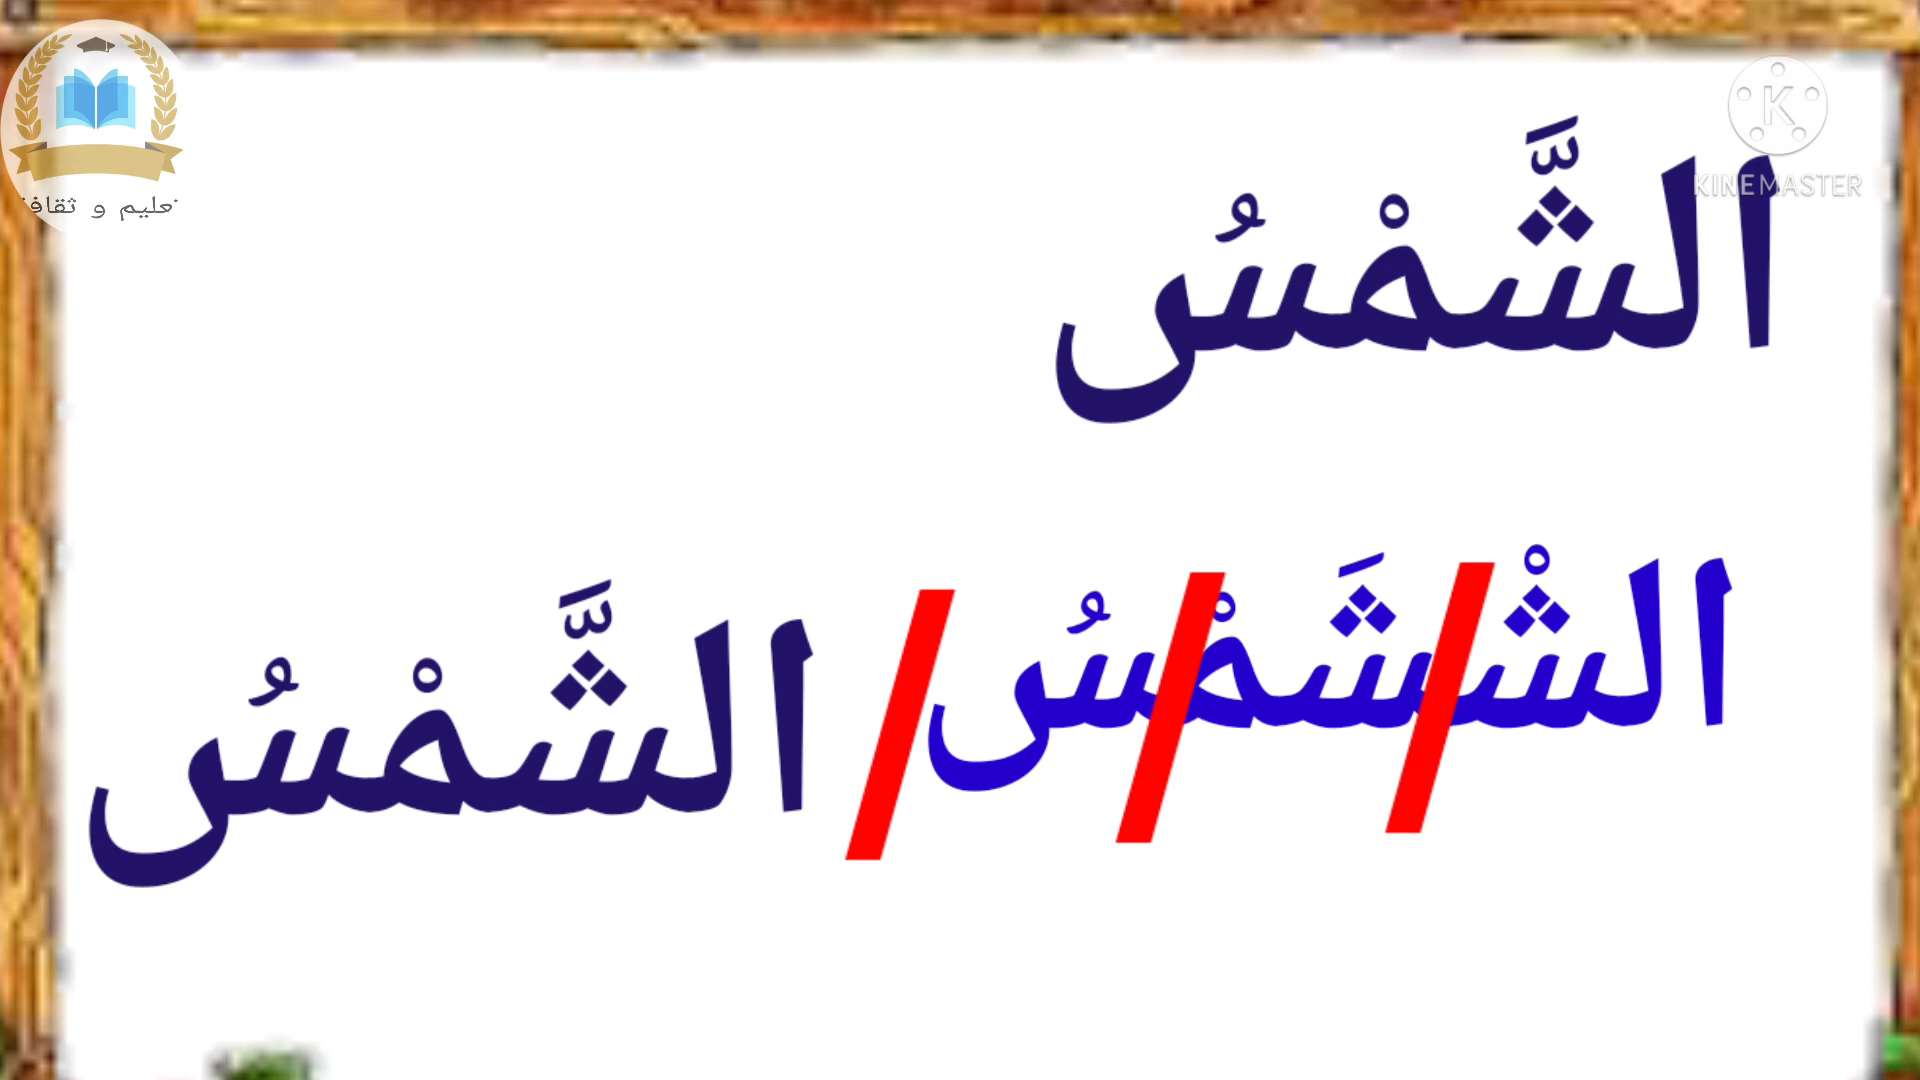 الشَّمْسُ
الشْشَمْسُ / / / الشَّمْسُ
تعليم و ثقافة
KINEMASTER